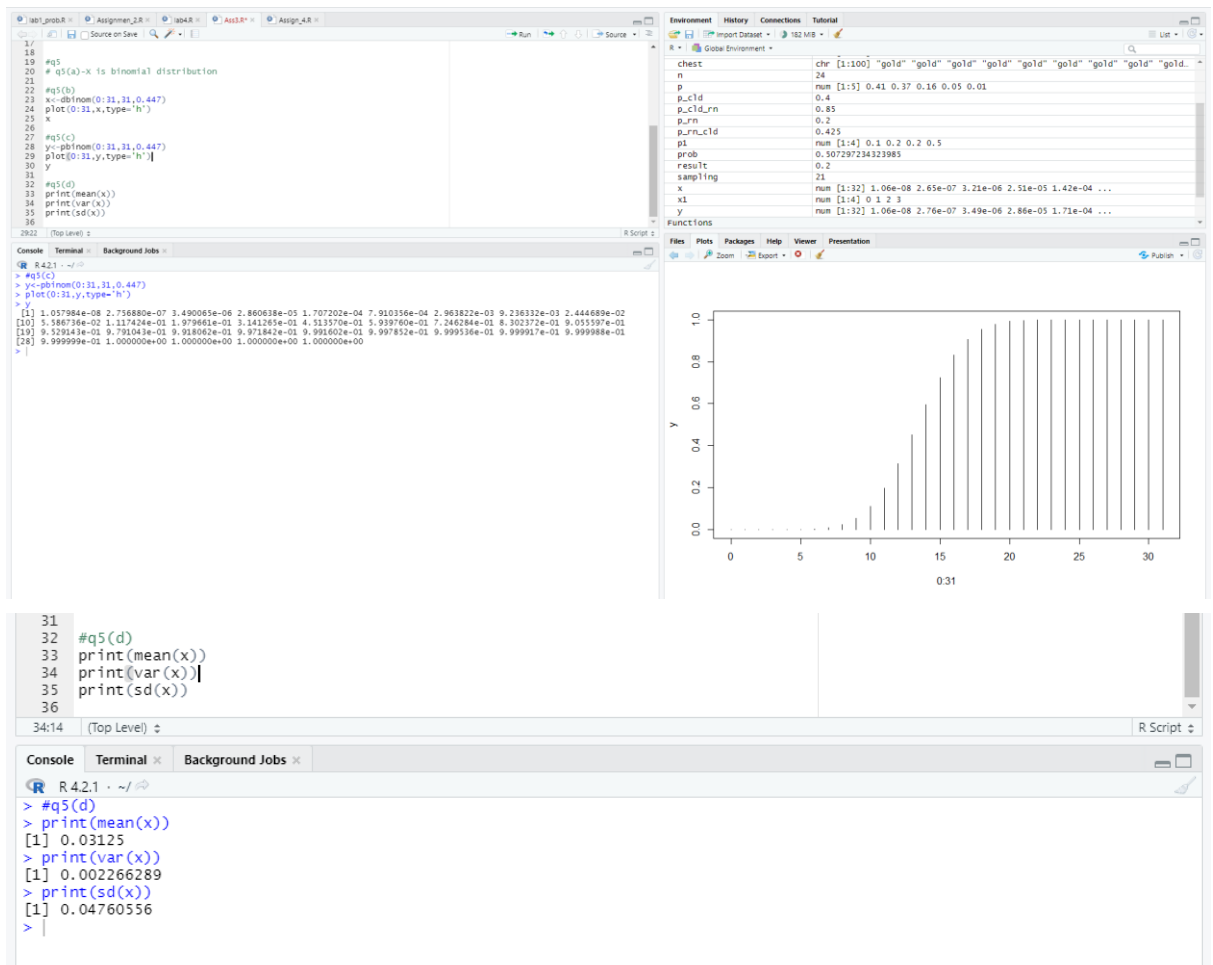 lab1_prob.R × Assignmen_2.R × lab4.R × Ass3.R* × Assign_4.R ×
Source on Save Run Source
17
18
19 #q5
20 # q5(a)-X is binomial distribution
21
22 #q5(b)
23 x<-dbinom(0:31,31,0.447)
24 plot(0:31,x,type='h')
25 x
26
27 #q5(c)
28 y<-pbinom(0:31,31,0.447)
29 plot(0:31,y,type='h')
30 y
31
32 #q5(d)
33 print(mean(x))
34 print(var(x))
35 print(sd(x))
36
29:22 (Top Level) R Script
Console Terminal × Background Jobs ×
R 4.2.1 · ~/
> #q5(c)
> y<-pbinom(0:31,31,0.447)
> plot(0:31,y,type='h')
> y
[1] 1.057984e-08 2.756880e-07 3.490065e-06 2.860638e-05 1.707202e-04 7.910356e-04 2.963822e-03 9.236332e-03 2.444689e-02
[10] 5.586736e-02 1.117424e-01 1.979661e-01 3.141265e-01 4.513570e-01 5.939760e-01 7.246284e-01 8.302372e-01 9.055597e-01
[19] 9.529143e-01 9.791043e-01 9.918062e-01 9.971842e-01 9.991602e-01 9.997852e-01 9.999536e-01 9.999917e-01 9.999988e-01
[28] 9.999999e-01 1.000000e+00 1.000000e+00 1.000000e+00 1.000000e+00
>
Environment History Connections Tutorial
Import Dataset 182 MiB List
R Global Environment
chest chr [1:100] "gold" "gold" "gold" "gold" "gold" "gold" "gold" "gold" "gold…
n 24
p num [1:5] 0.41 0.37 0.16 0.05 0.01
p_cld 0.4
p_cld_rn 0.85
p_rn 0.2
p_rn_cld 0.425
p1 num [1:4] 0.1 0.2 0.2 0.5
prob 0.507297234323985
result 0.2
sampling 21
x num [1:32] 1.06e-08 2.65e-07 3.21e-06 2.51e-05 1.42e-04 ...
x1 num [1:4] 0 1 2 3
y num [1:32] 1.06e-08 2.76e-07 3.49e-06 2.86e-05 1.71e-04 ...
Functions
Files Plots Packages Help Viewer Presentation
Zoom Export Publish
1.0
0.8
0.6
y
0.4
0.2
0.0
0 5 10 15 20 25 30
0:31
31
32 #q5(d)
33 print(mean(x))
34 print(var(x))
35 print(sd(x))
36
34:14 (Top Level) R Script
Console Terminal × Background Jobs ×
R 4.2.1 · ~/
> #q5(d)
> print(mean(x))
[1] 0.03125
> print(var(x))
[1] 0.002266289
> print(sd(x))
[1] 0.04760556
>